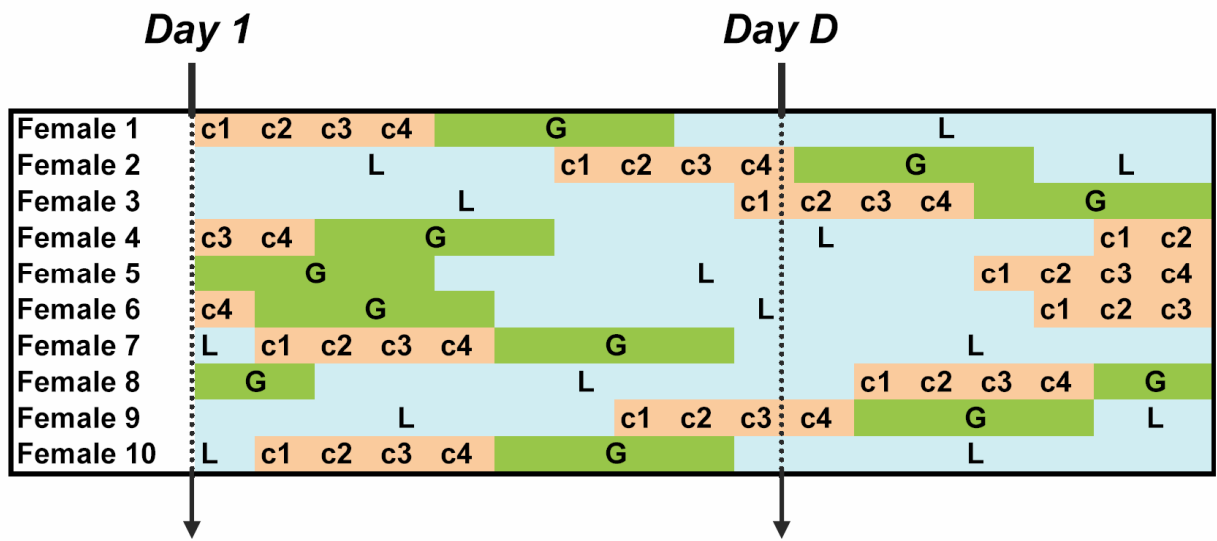 Day 1 Day D
Female 1 c1 c2 c3 c4 G L
Female 2 L c1 c2 c3 c4 G L
Female 3 L c1 c2 c3 c4 G
Female 4 c3 c4 G L c1 c2
Female 5 G L c1 c2 c3 c4
Female 6 c4 G L c1 c2 c3
Female 7 L c1 c2 c3 c4 G L
Female 8 G L c1 c2 c3 c4 G
Female 9 L c1 c2 c3 c4 G L
Female 10 L c1 c2 c3 c4 G L